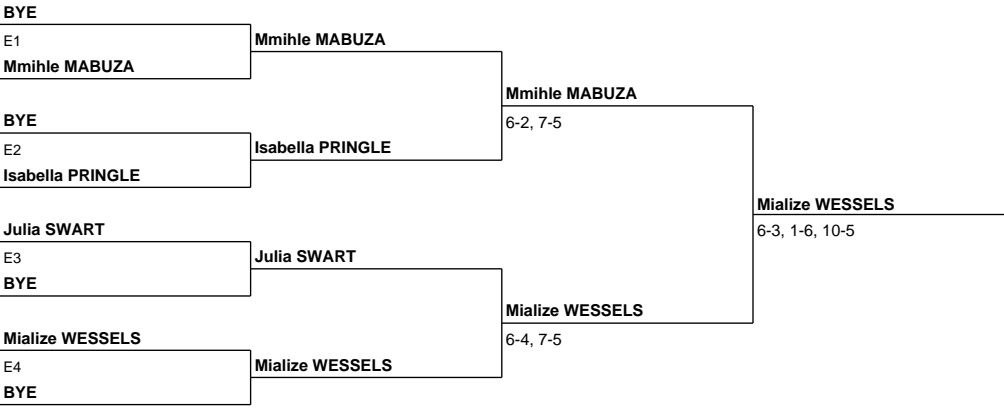 BYE
E1
Mmihle MABUZA
Mmihle MABUZA
BYE
E2
Isabella PRINGLE
Isabella PRINGLE
Mmihle MABUZA
6-2, 7-5
Julia SWART
E3
BYE
Julia SWART
Mialize WESSELS
E4
BYE
Mialize WESSELS
Mialize WESSELS
6-4, 7-5
Mialize WESSELS
6-3, 1-6, 10-5